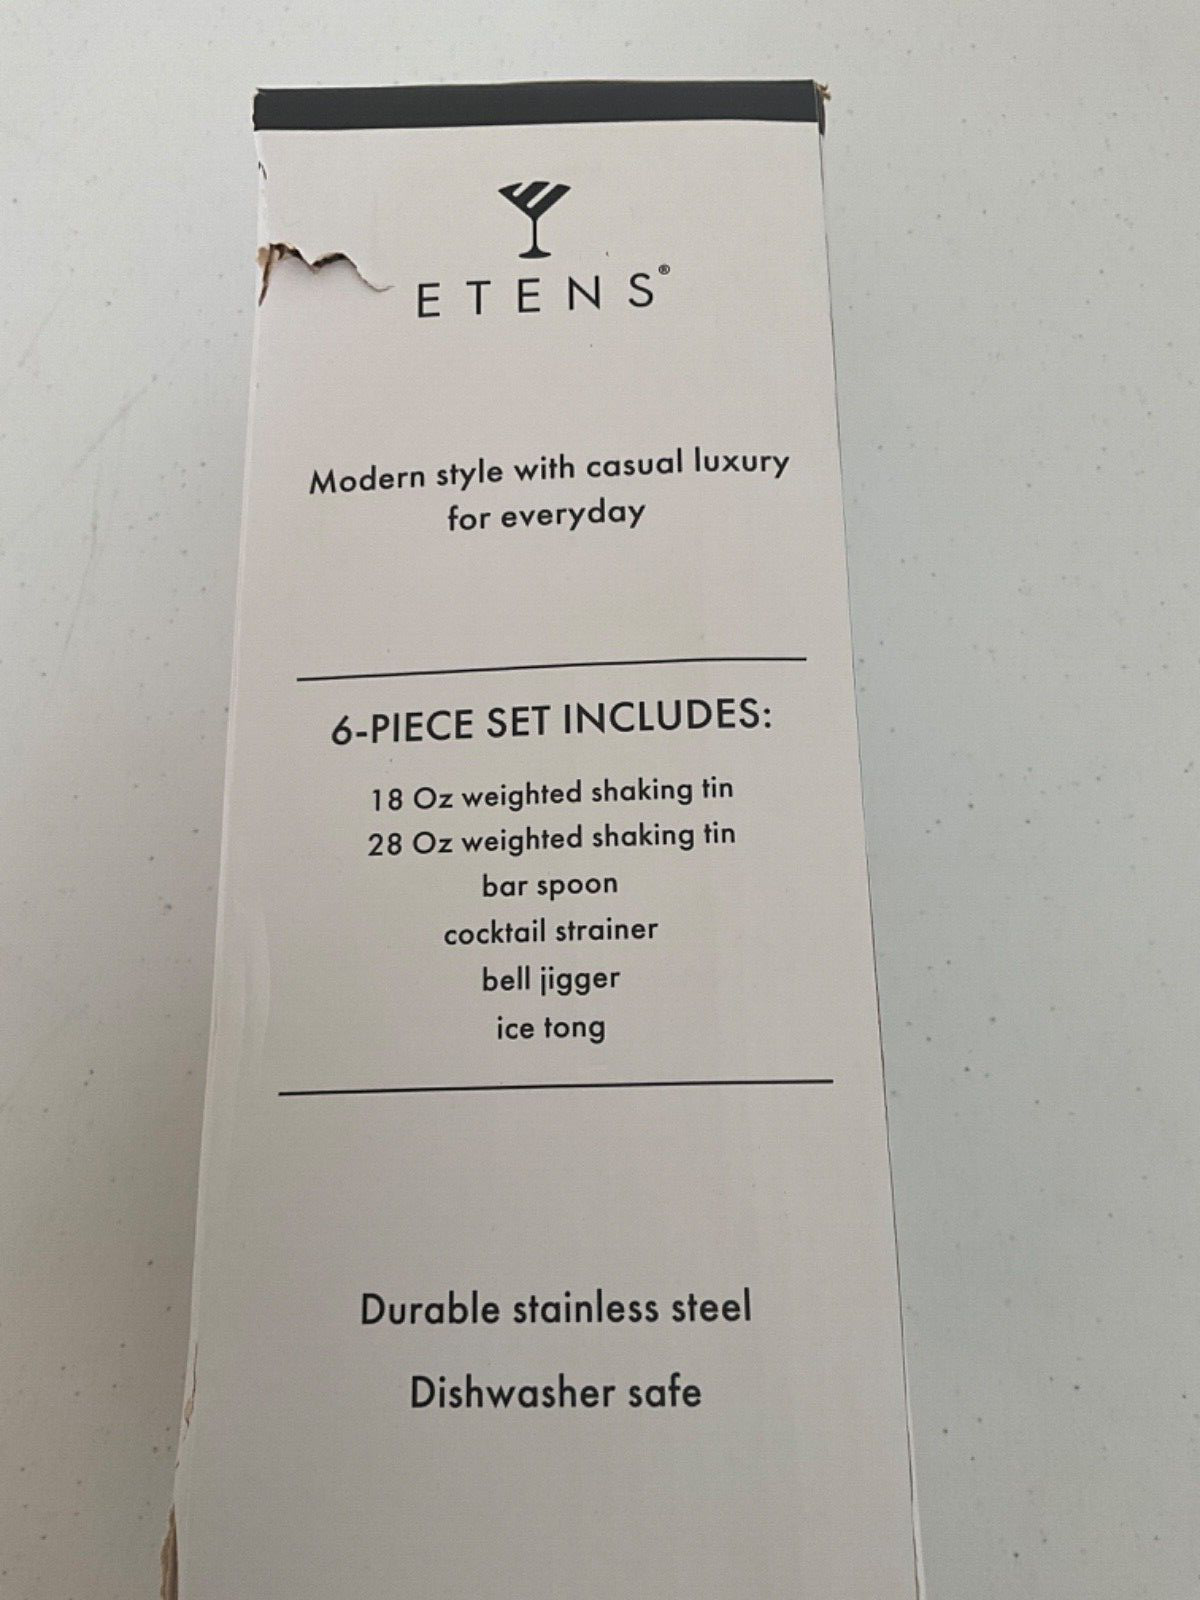 ETENS®
Modern style with casual luxury
for everyday
6-PIECE SET INCLUDES:
18 Oz weighted shaking tin
28 Oz weighted shaking tin
bar spoon
cocktail strainer
bell jigger
ice tong
Durable stainless steel
Dishwasher safe